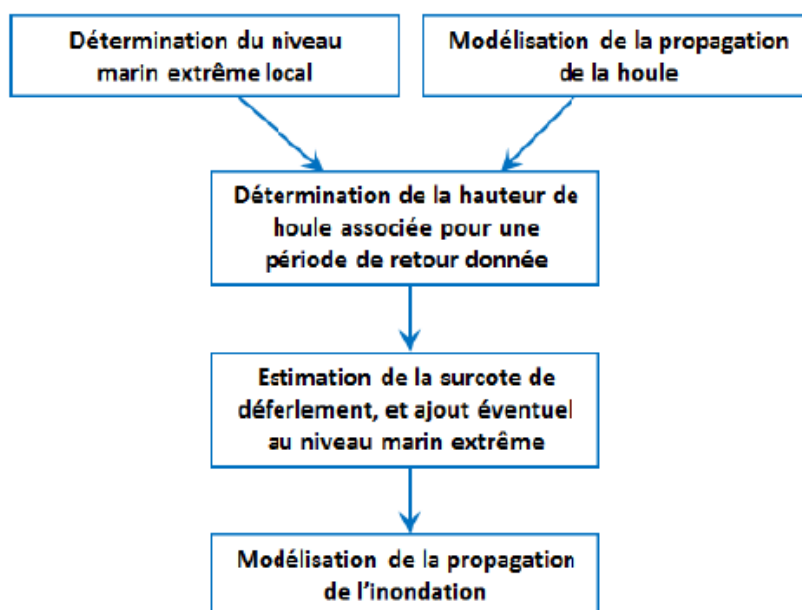 Détermination du niveau
marin extrême local
Modélisation de la propagation
de la houle
Détermination de la hauteur de
houle associée pour une
période de retour donnée
Estimation de la surcote de
déferlement, et ajout éventuel
au niveau marin extrême
Modélisation de la propagation
de l'inondation